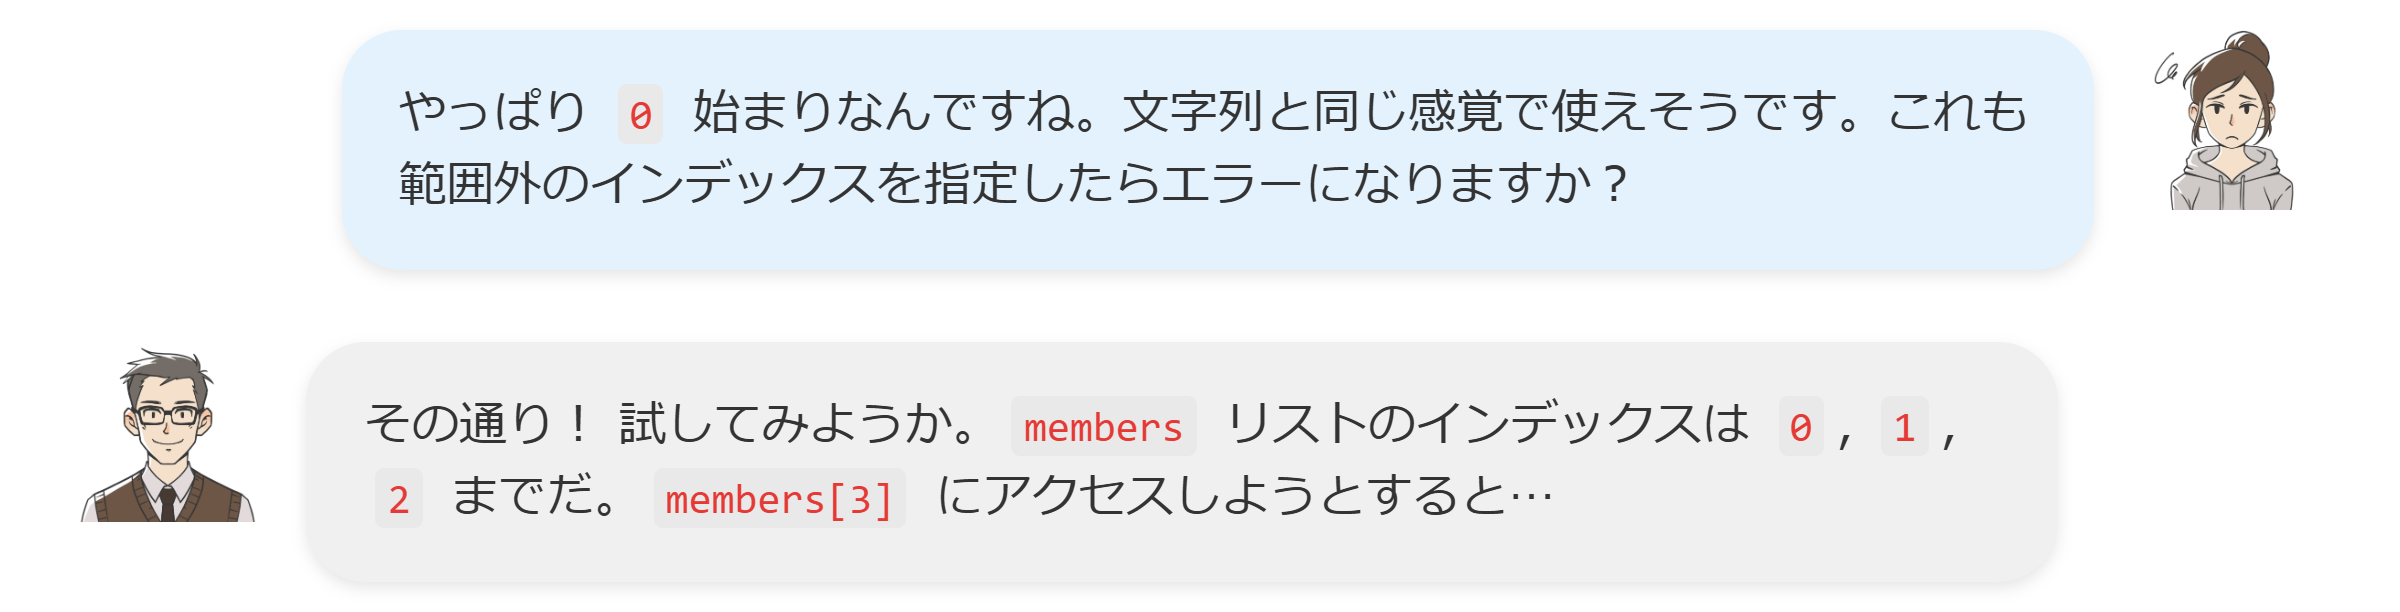 やっぱり 0 始まりなんですね。文字列と同じ感覚で使えそうです。これも
範囲外のインデックスを指定したらエラーになりますか？
その通り！ 試してみようか。 members リストのインデックスは 0 , 1 ,
2 までだ。 members[3] にアクセスしようとすると…